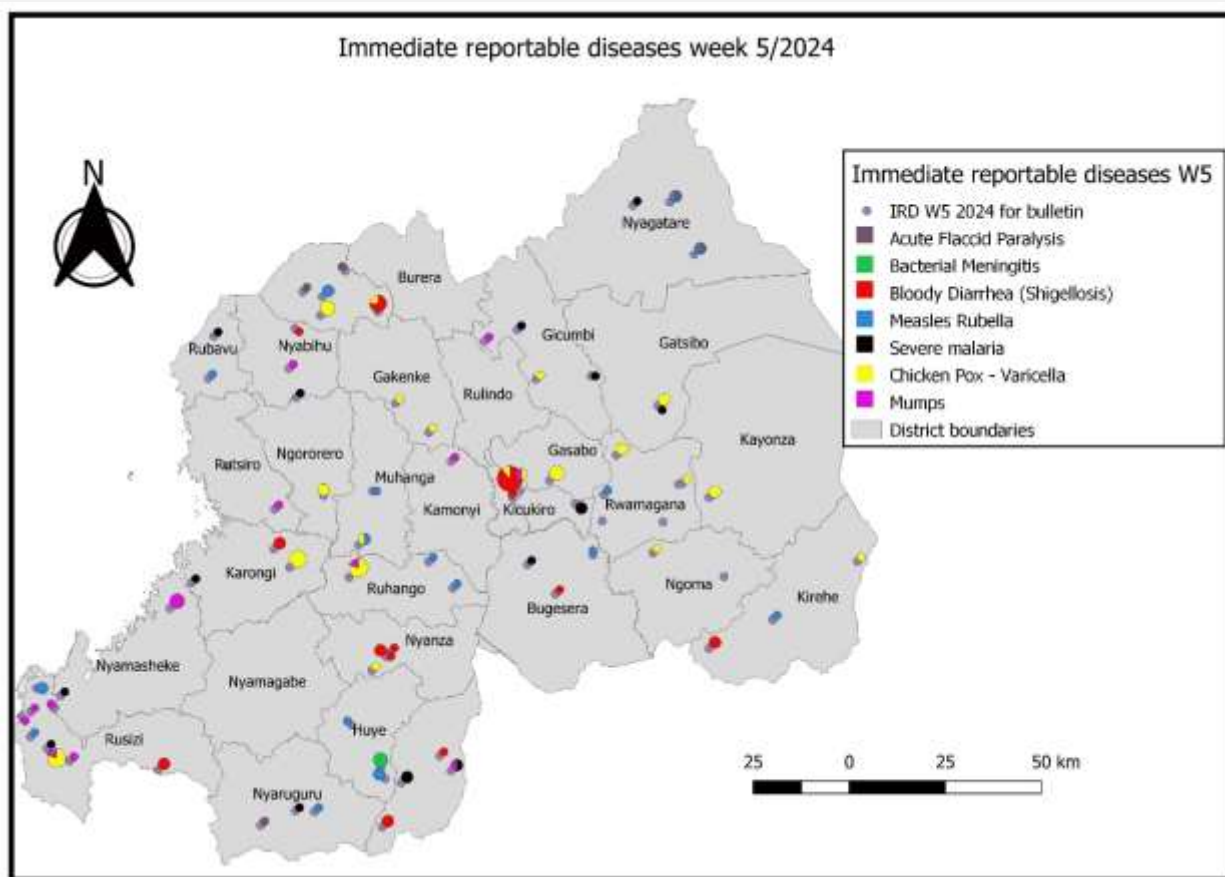 Immediate reportable diseases week 5/2024
N
Immediate reportable diseases W5
IRD W5 2024 for bulletin
Acute Flaccid Paralysis
Bacterial Meningitis
Bloody Diarrhea (Shigellosis)
Measles Rubella
Severe malaria
Chicken Pox - Varicella
Mumps
District boundaries
Nyagatare
Burera
Gicumbi
Gatsibo
Rubavu
Nyabihu
Gakenke
Rulindo
Kayonza
Gasabo
Rutsiro
Ngororero
Muhanga
Kamonyi
Kicukiro
Rwamagana
Karongi
Ruhango
Bugesera
Ngoma
Kirehe
Nyanza
Nyamasheke
Nyamagabe
Huye
Rusizi
Nyaruguru
25 0 25 50 km